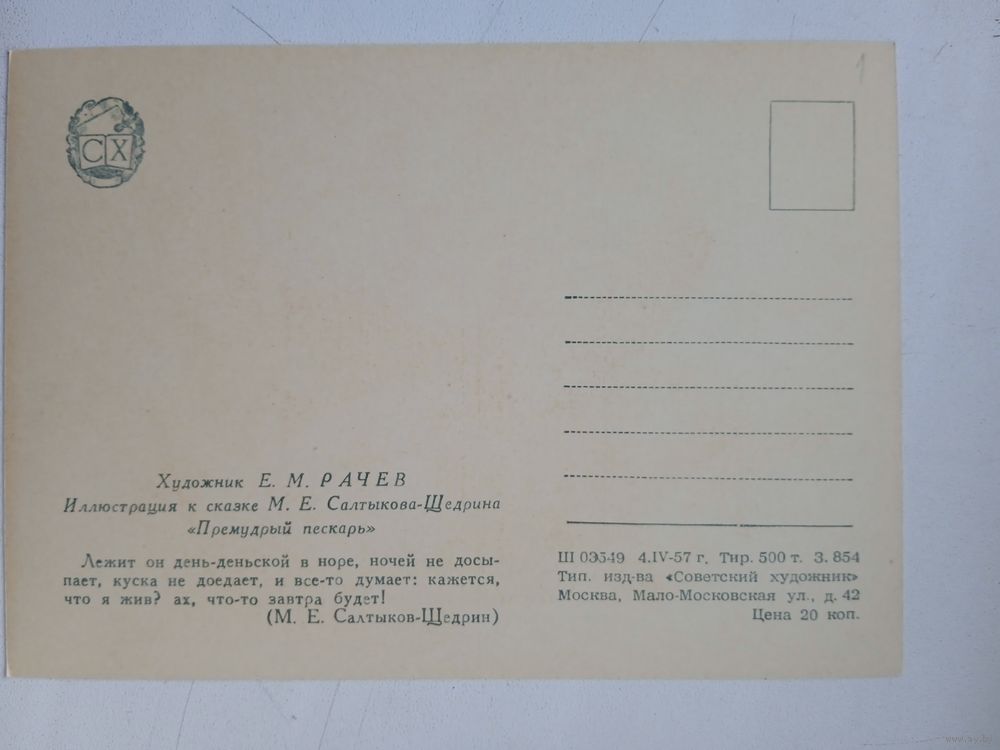 1
СХ
Художник Е. М. РАЧЕВ
Иллюстрация к сказке М. Е. Салтыкова-Щедрина
«Премудрый пескарь»
Лежит он день-деньской в норе, ночей не досы-
пает, куска не доедает, и все-то думает: кажется,
что я жив? ах, что-то завтра будет!
(М. Е. Салтыков-Щедрин)
Ш 03549 4.IV-57 г. Тир. 500 т. З. 854
Тип. изд-ва «Советский художник»
Москва, Мало-Московская ул., д. 42
Цена 20 коп.